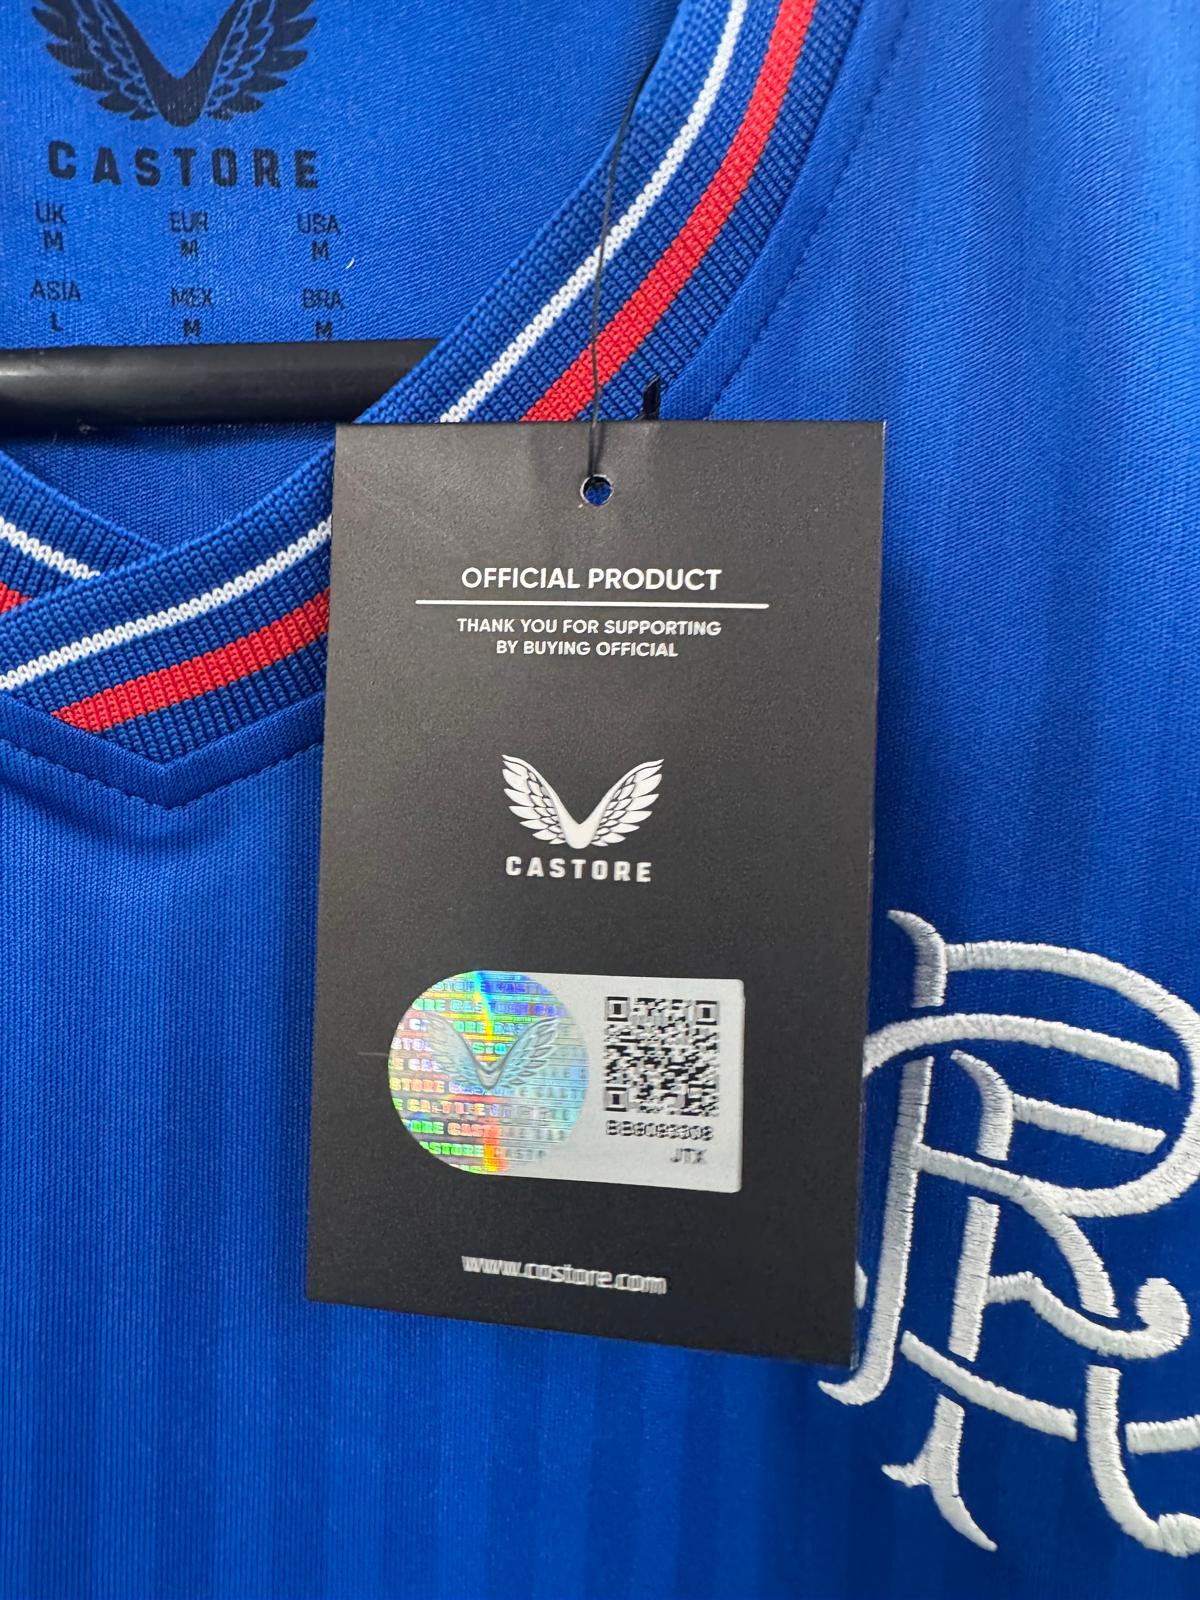 CASTORE
UK EUR USA
M M M
ASIA MEX BRA
L M M
OFFICIAL PRODUCT
THANK YOU FOR SUPPORTING
BY BUYING OFFICIAL
CASTORE
JTX
www.castore.com